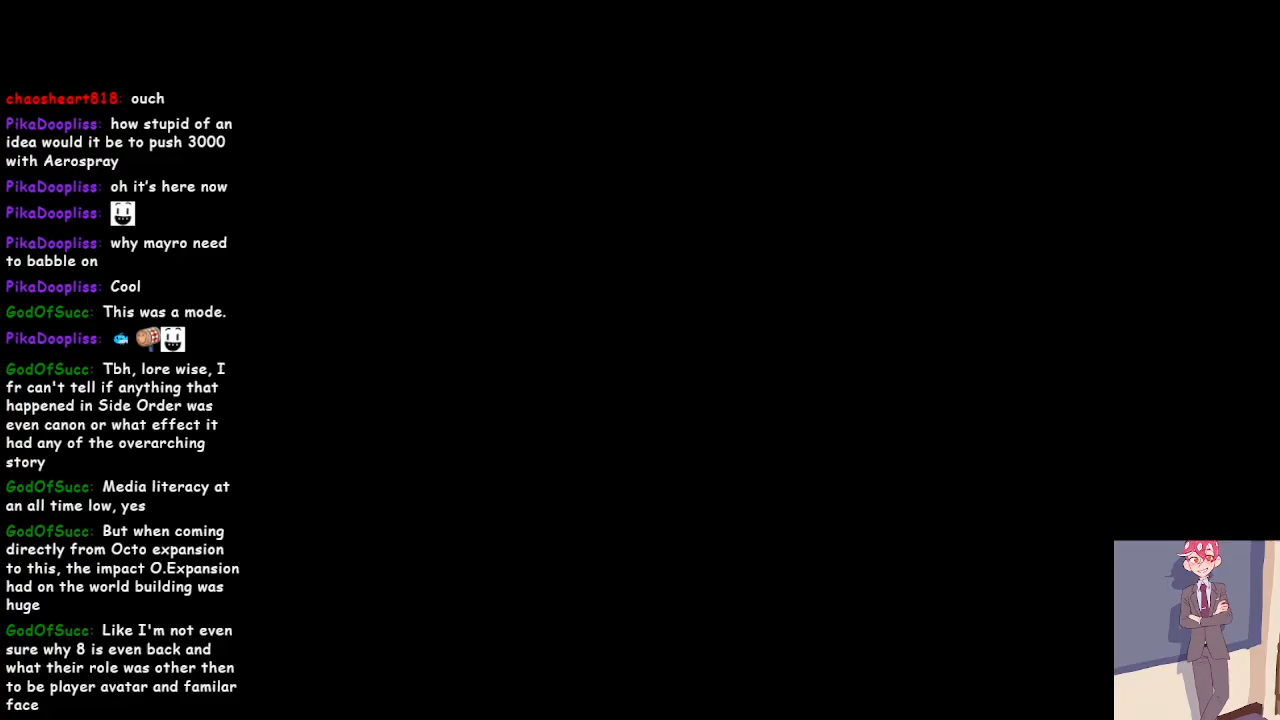 chaosheart818: ouch
PikaDoopliss: how stupid of an
idea would it be to push 3000
with Aerospray
PikaDoopliss: oh it's here now
PikaDoopliss:
PikaDoopliss: why mayro need
to babble on
PikaDoopliss: Cool
GodOfSucc: This was a mode.
PikaDoopliss:
GodOfSucc: Tbh, lore wise, I
fr can't tell if anything that
happened in Side Order was
even canon or what effect it
had any of the overarching
story
GodOfSucc: Media literacy at
an all time low, yes
GodOfSucc: But when coming
directly from Octo expansion
to this, the impact O.Expansion
had on the world building was
huge
GodOfSucc: Like I'm not even
sure why 8 is even back and
what their role was other then
to be player avatar and familar
face